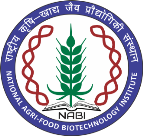 राष्ट्रीय कृषि-खाद्य जैव प्रौद्योगिकी संस्थान
NABI
NATIONAL AGRI-FOOD BIOTECHNOLOGY INSTITUTE